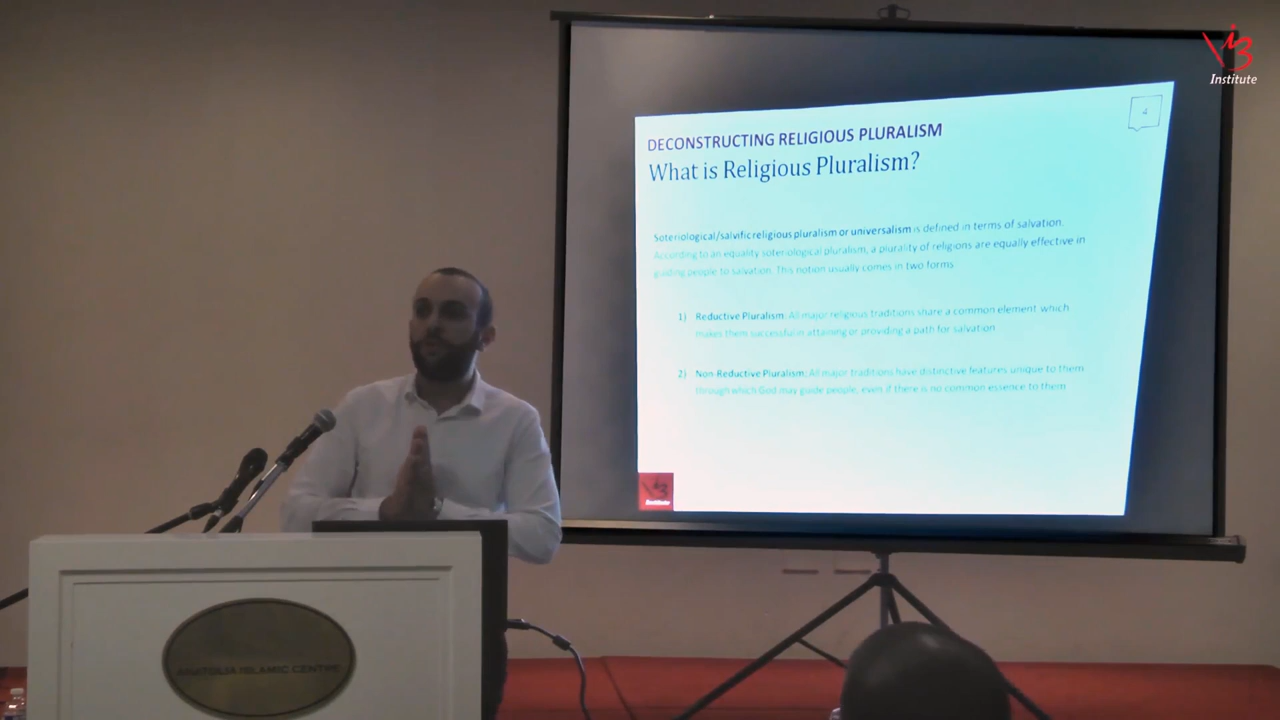 i3
Institute
DECONSTRUCTING RELIGIOUS PLURALISM
What is Religious Pluralism?
Soteriological/salvific religious pluralism or universalism is defined in terms of salvation.
According to an equality soteriological pluralism, a plurality of religions are equally effective in
guiding people to salvation. This notion usually comes in two forms
1) Reductive Pluralism: All major religious traditions share a common element which
makes them successful in attaining or providing a path for salvation
2) Non-Reductive Pluralism: All major traditions have distinctive features unique to them
through which God may guide people, even if there is no common essence to them
i3
Institute
ANATOLIA ISLAMIC CENTRE